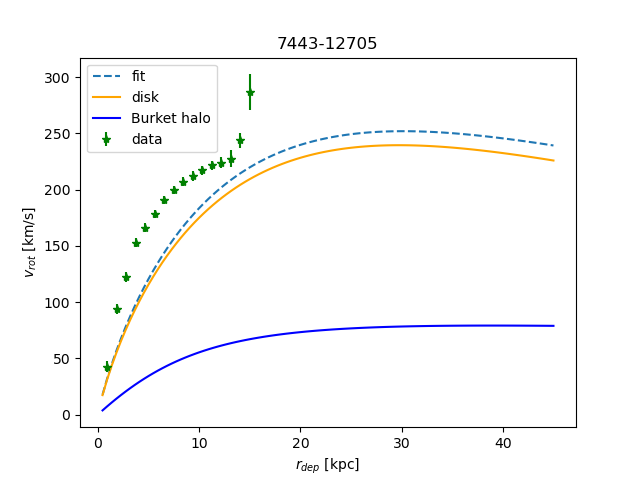 7443-12705
fit
disk
Burket halo
data
300
250
200
150
100
50
0
v_rot [km/s]
0 10 20 30 40
r_dep [kpc]